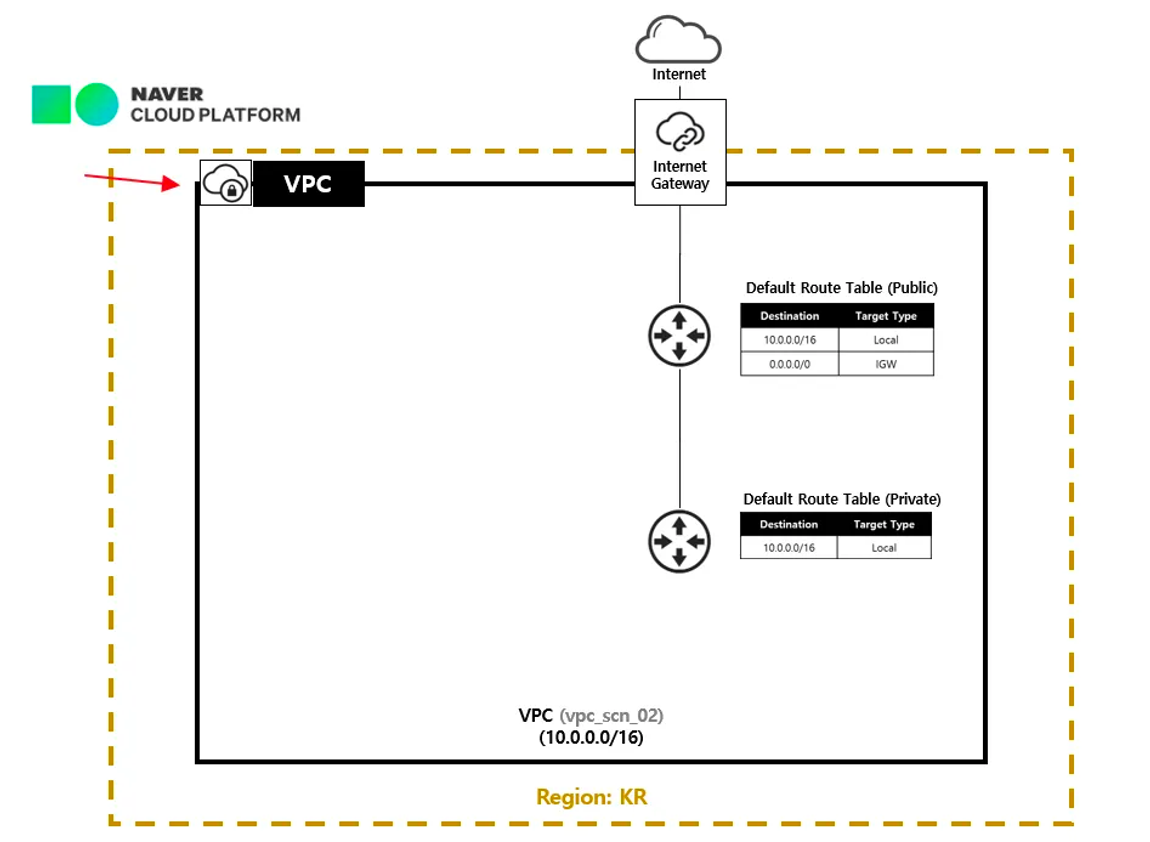 Internet
NAVER
CLOUD PLATFORM
Internet
Gateway
VPC
Default Route Table (Public)
Destination Target Type
10.0.0.0/16 Local
0.0.0.0/0 IGW
Default Route Table (Private)
Destination Target Type
10.0.0.0/16 Local
VPC (vpc_scn_02)
(10.0.0.0/16)
Region: KR